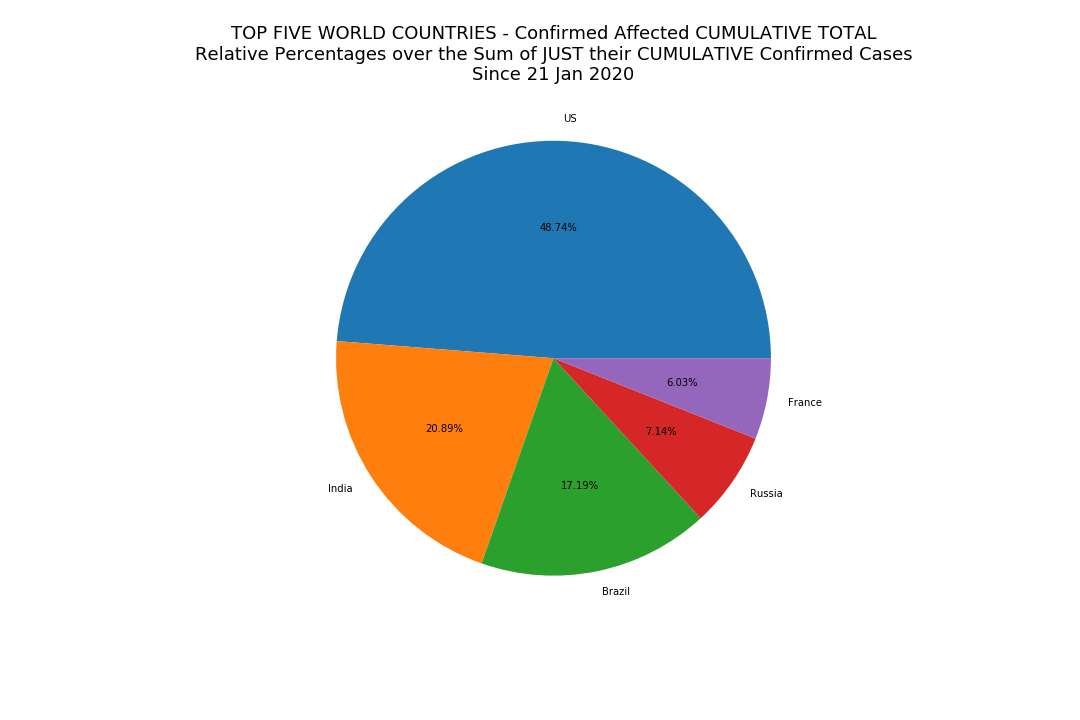 TOP FIVE WORLD COUNTRIES - Confirmed Affected CUMULATIVE TOTAL
Relative Percentages over the Sum of JUST their CUMULATIVE Confirmed Cases
Since 21 Jan 2020
US
48.74%
6.03%
France
20.89%
7.14%
India
17.19%
Russia
Brazil